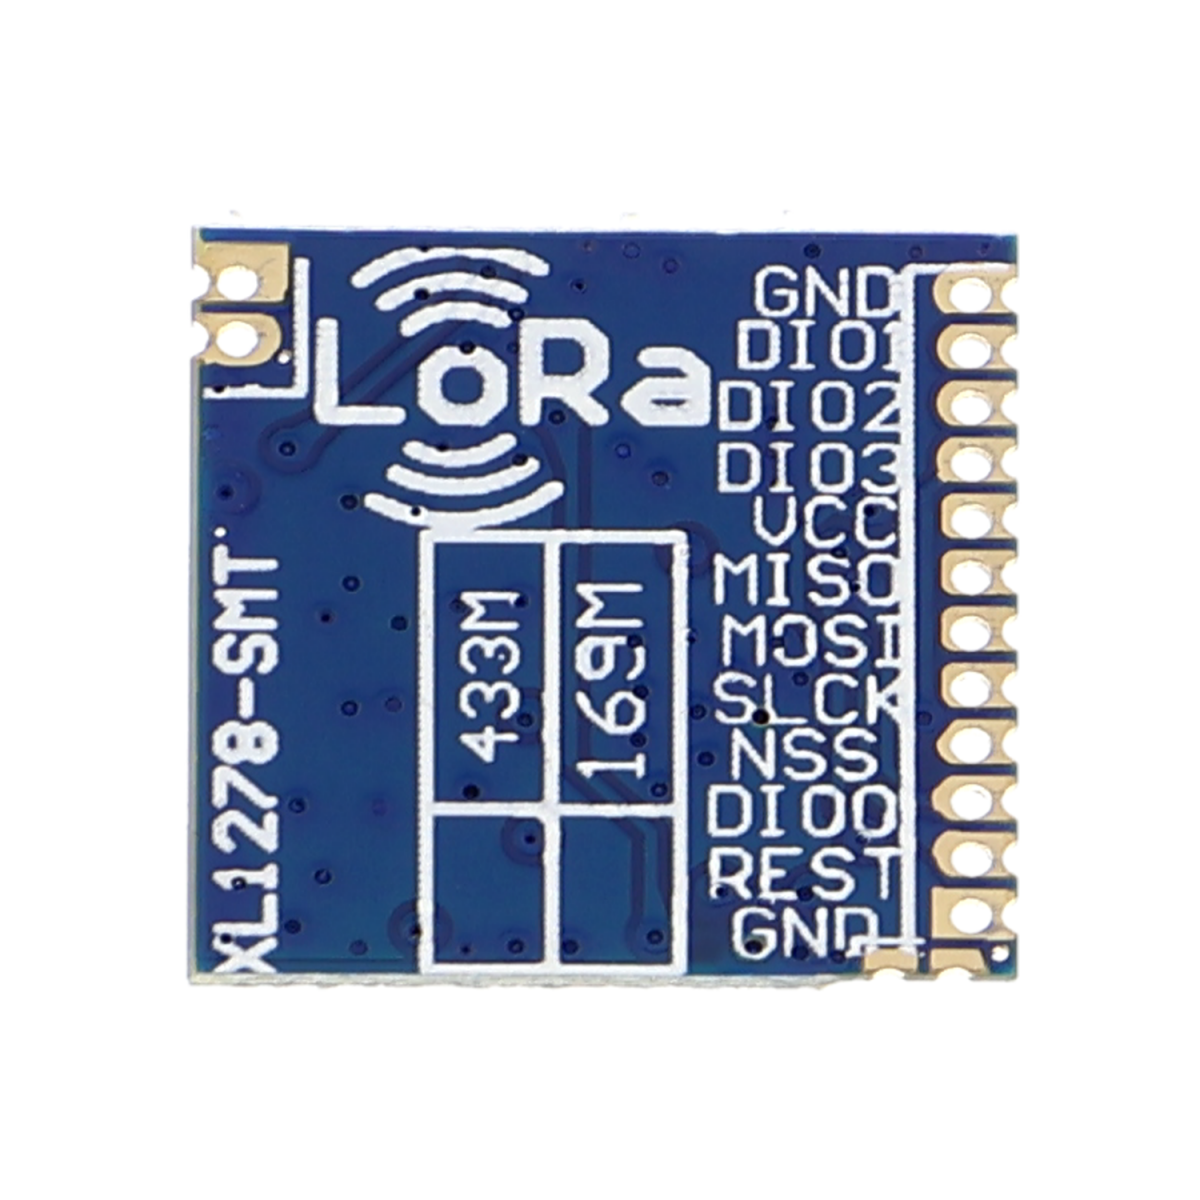 LoRa
GND
DIO1
DIO2
DIO3
VCC
MISO
MOSI
SLCK
NSS
DIO0
REST
GND
433M
169M
XL1278-SMT